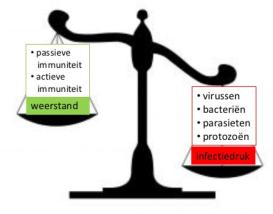 • passieve
immuniteit
• actieve
immuniteit
weerstand
• virussen
• bacteriën
• parasieten
• protozoën
infectiedruk